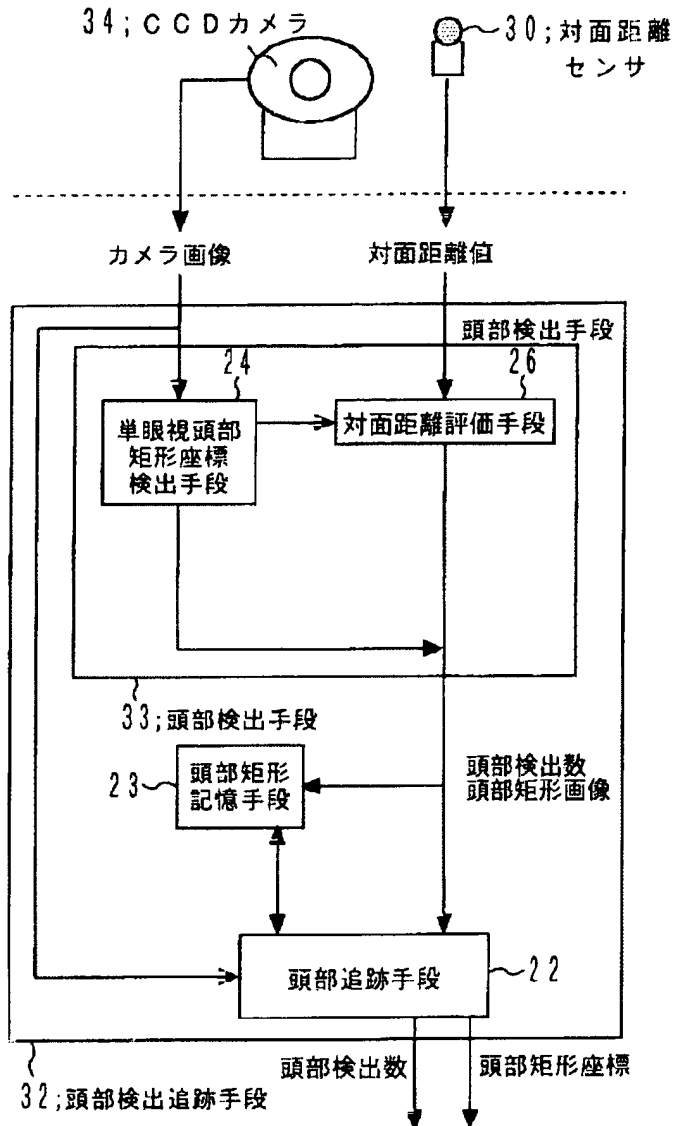 34;CCDカメラ
30;対面距離
センサ
カメラ画像
対面距離値
頭部検出手段
24
26
単眼視頭部
矩形座標
検出手段
対面距離評価手段
33;頭部検出手段
23
頭部矩形
記憶手段
頭部検出数
頭部矩形画像
頭部追跡手段
22
頭部検出数
頭部矩形座標
32;頭部検出追跡手段